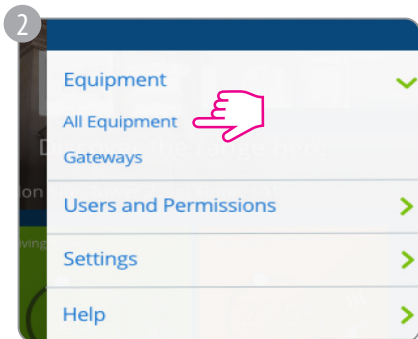 2
Equipment
All Equipment
Gateways
Users and Permissions
Settings
Help